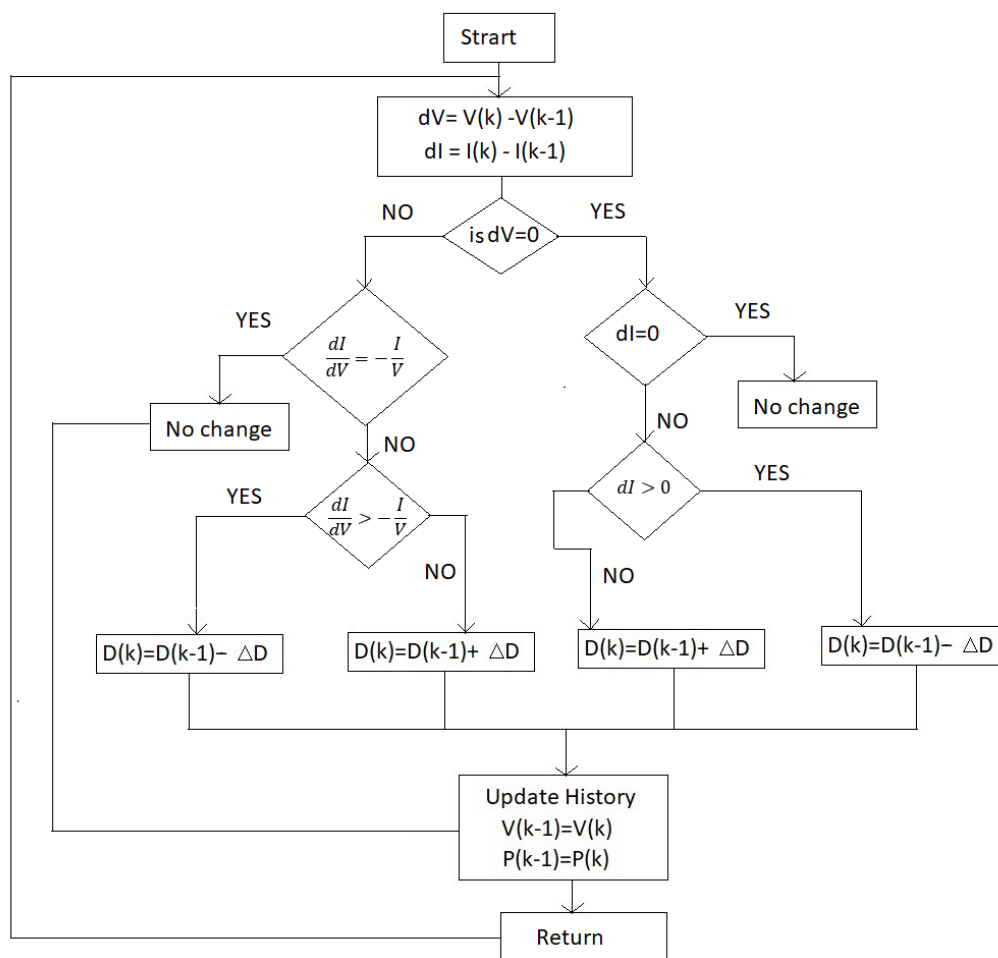 Strart
dV= V(k) -V(k-1)
dI = I(k) - I(k-1)
NO
YES
is dV=0
YES
dI/dV = -I/V
dI=0
YES
No change
No change
NO
NO
YES
dI/dV > -I/V
dI > 0
YES
NO
NO
D(k)=D(k-1)− △D
D(k)=D(k-1)+ △D
D(k)=D(k-1)+ △D
D(k)=D(k-1)− △D
Update History
V(k-1)=V(k)
P(k-1)=P(k)
Return